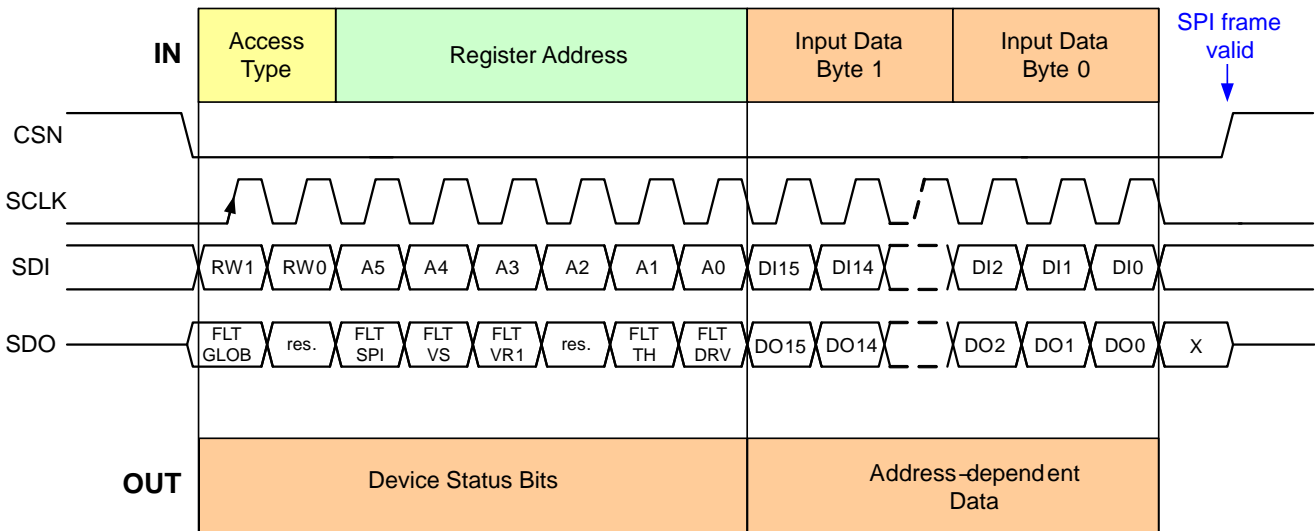 SPI frame
valid
IN
Access
Type
Register Address
Input Data
Byte 1
Input Data
Byte 0
CSN
SCLK
SDI
RW1
RW0
A5
A4
A3
A2
A1
A0
DI15
DI14
DI2
DI1
DI0
SDO
FLT
GLOB
res.
FLT
SPI
FLT
VS
FLT
VR1
res.
FLT
TH
FLT
DRV
DO15
DO14
DO2
DO1
DO0
X
OUT
Device Status Bits
Address-dependent
Data